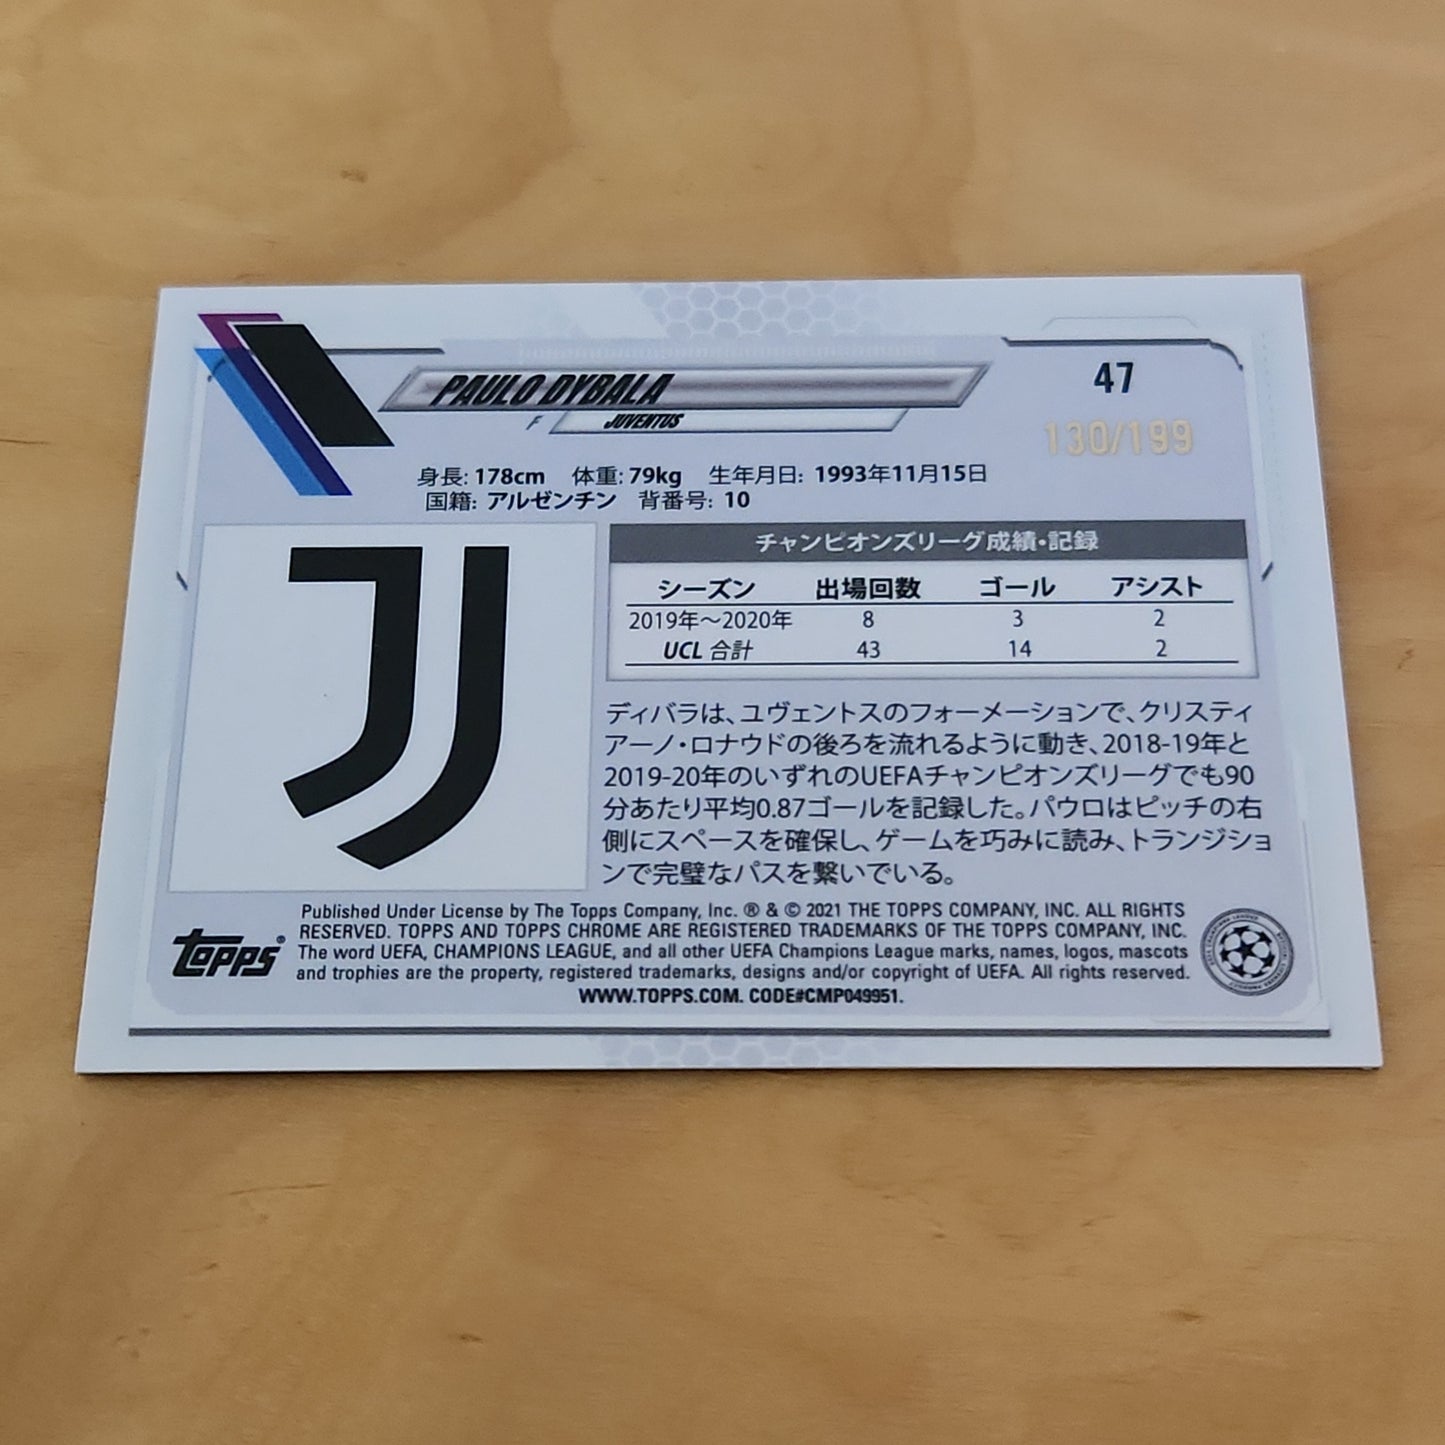 PAULO DYBALA
47
F JUVENTUS
130/199
身長: 178cm 体重: 79kg 生年月日: 1993年11月15日
国籍: アルゼンチン 背番号: 10
チャンピオンズリーグ成績・記録
シーズン 出場回数 ゴール アシスト
2019年～2020年 8 3 2
UCL 合計 43 14 2
ディバラは、ユヴェントスのフォーメーションで、クリスティ
アーノ・ロナウドの後ろを流れるように動き、2018-19年と
2019-20年のいずれのUEFAチャンピオンズリーグでも90
分あたり平均0.87ゴールを記録した。パウロはピッチの右
側にスペースを確保し、ゲームを巧みに読み、トランジショ
ンで完璧なパスを繋いでいる。
Published Under License by The Topps Company, Inc. ® & © 2021 THE TOPPS COMPANY, INC. ALL RIGHTS
RESERVED. TOPPS AND TOPPS CHROME ARE REGISTERED TRADEMARKS OF THE TOPPS COMPANY, INC.
The word UEFA, CHAMPIONS LEAGUE, and all other UEFA Champions League marks, names, logos, mascots
and trophies are the property, registered trademarks, designs and/or copyright of UEFA. All rights reserved.
WWW.TOPPS.COM. CODE#CMP049951.
TOPPS®